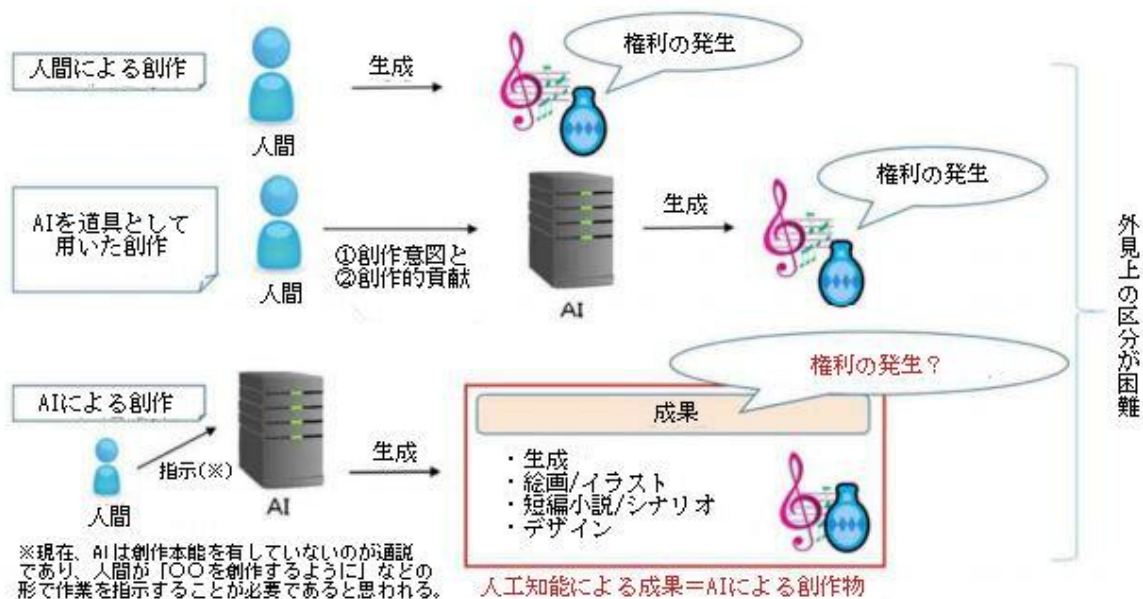 人間による創作
人間
生成
権利の発生
AIを道具として
用いた創作
人間
①創作意図と
②創作的貢献
AI
生成
権利の発生
AIによる創作
人間
指示(※)
AI
生成
権利の発生？
成果
・生成
・絵画/イラスト
・短編小説/シナリオ
・デザイン
※現在、AIは創作本能を有していないのが通説
であり、人間が「〇〇を創作するように」などの
形で作業を指示することが必要であると思われる。
人工知能による成果＝AIによる創作物
外見上の区分が困難